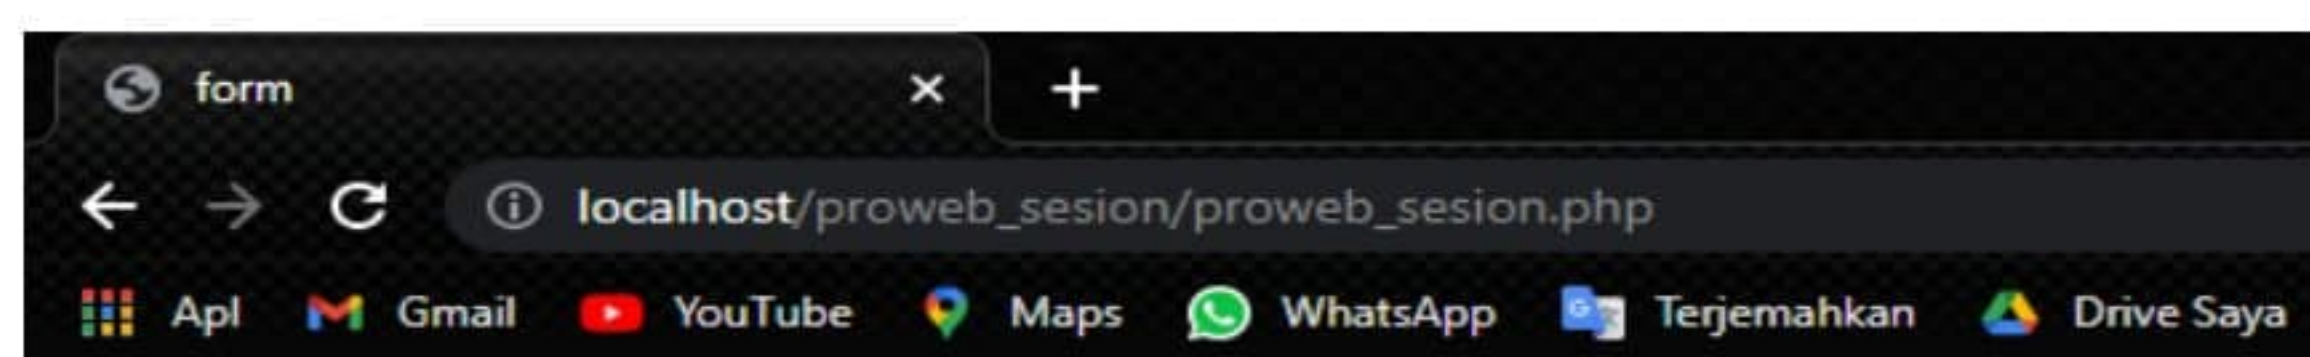 form
localhost/proweb_sesion/proweb_sesion.php
Apl Gmail YouTube Maps WhatsApp Terjemahkan Drive Saya